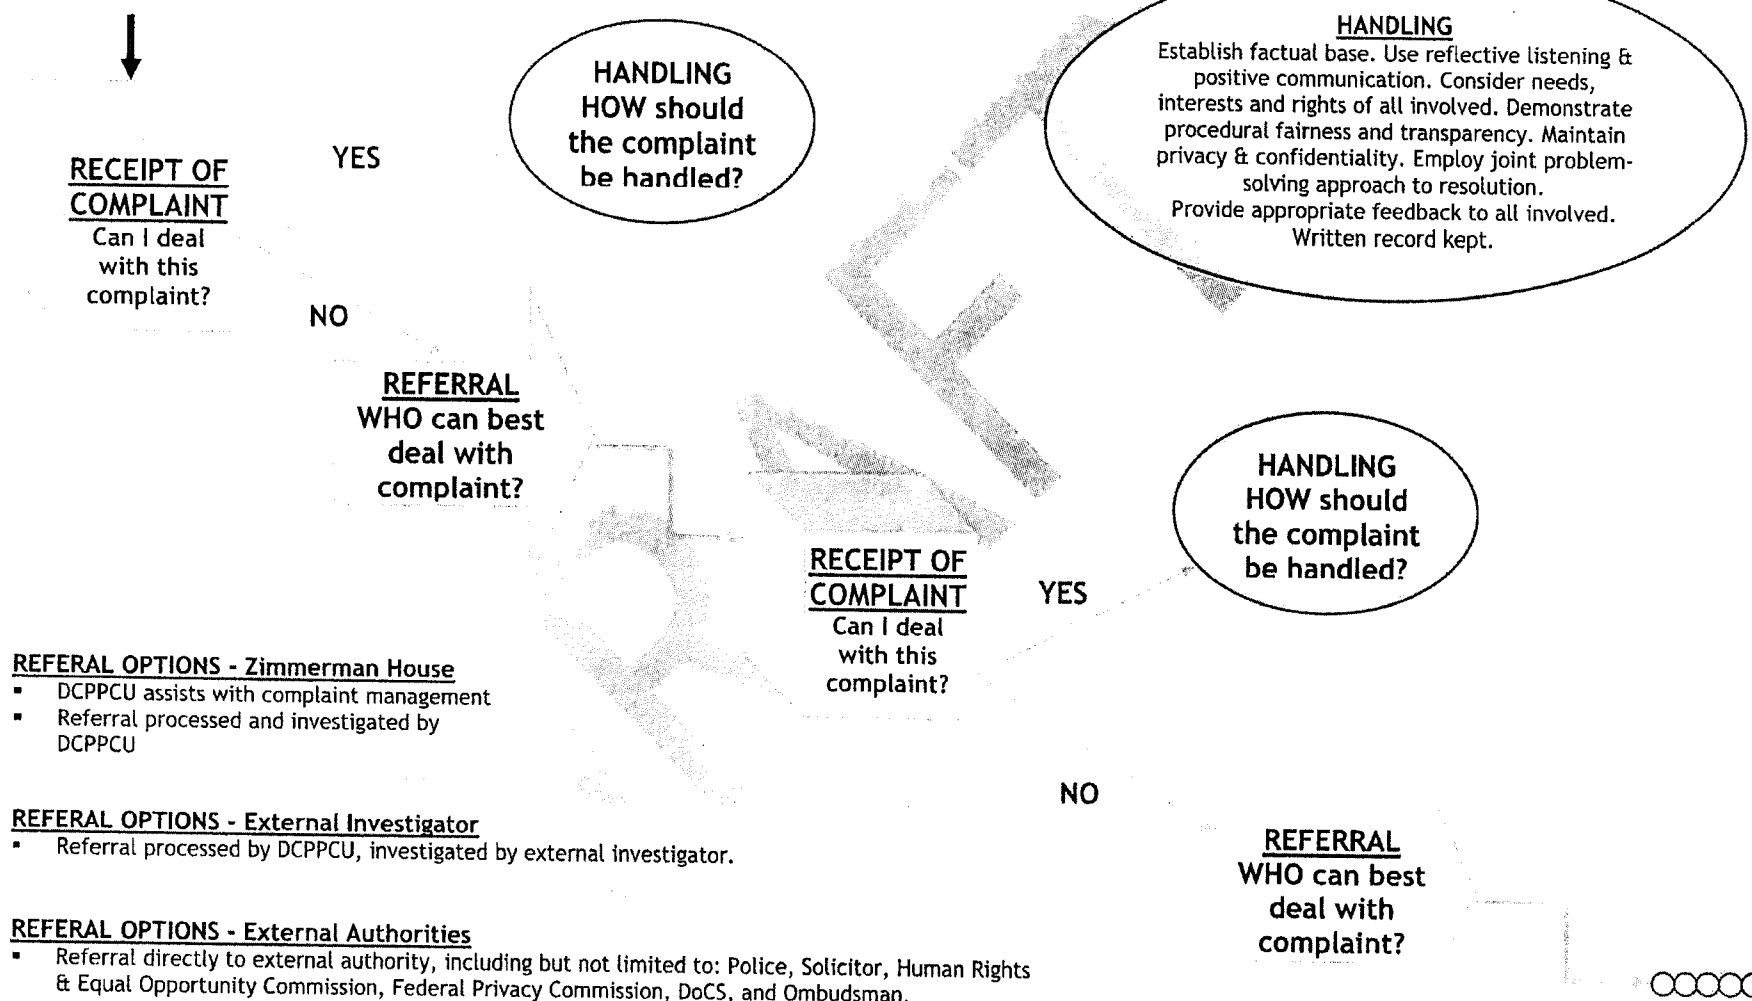 HANDLING
Establish factual base. Use reflective listening &
positive communication. Consider needs,
interests and rights of all involved. Demonstrate
procedural fairness and transparency. Maintain
privacy & confidentiality. Employ joint problem-
solving approach to resolution.
Provide appropriate feedback to all involved.
Written record kept.
HANDLING
HOW should
the complaint
be handled?
YES
RECEIPT OF
COMPLAINT
Can I deal
with this
complaint?
NO
REFERRAL
WHO can best
deal with
complaint?
HANDLING
HOW should
the complaint
be handled?
RECEIPT OF
COMPLAINT
Can I deal
with this
complaint?
YES
NO
REFERRAL
WHO can best
deal with
complaint?
REFERAL OPTIONS - Zimmerman House
▪ DCPPCU assists with complaint management
▪ Referral processed and investigated by
DCPPCU
REFERAL OPTIONS - External Investigator
▪ Referral processed by DCPPCU, investigated by external investigator.
REFERAL OPTIONS - External Authorities
▪ Referral directly to external authority, including but not limited to: Police, Solicitor, Human Rights
& Equal Opportunity Commission, Federal Privacy Commission, DoCS, and Ombudsman.